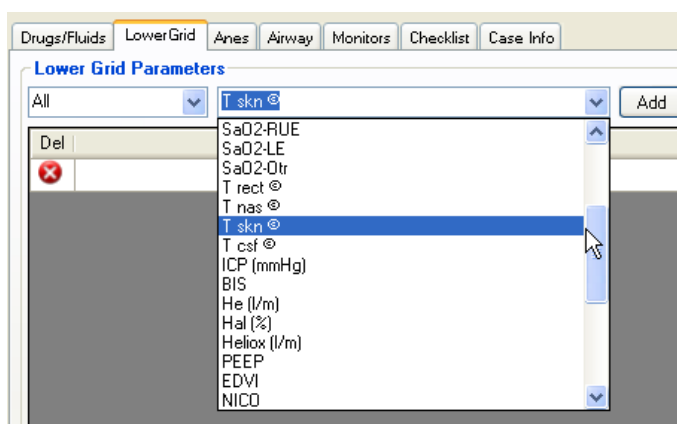 Drugs/Fluids LowerGrid Anes Airway Monitors Checklist Case Info
Lower Grid Parameters
All T skn © Add
Del
SaO2-RUE
SaO2-LE
SaO2-Otr
T rect ©
T nas ©
T skn ©
T csf ©
ICP (mmHg)
BIS
He (l/m)
Hal (%)
Heliox (l/m)
PEEP
EDVI
NICO